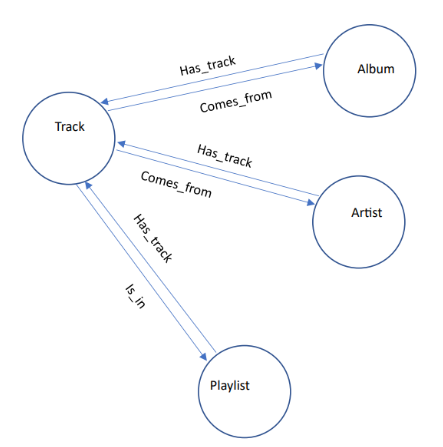 Has_track
Album
Comes_from
Track
Has_track
Comes_from
Artist
Has_track
Is_in
Playlist